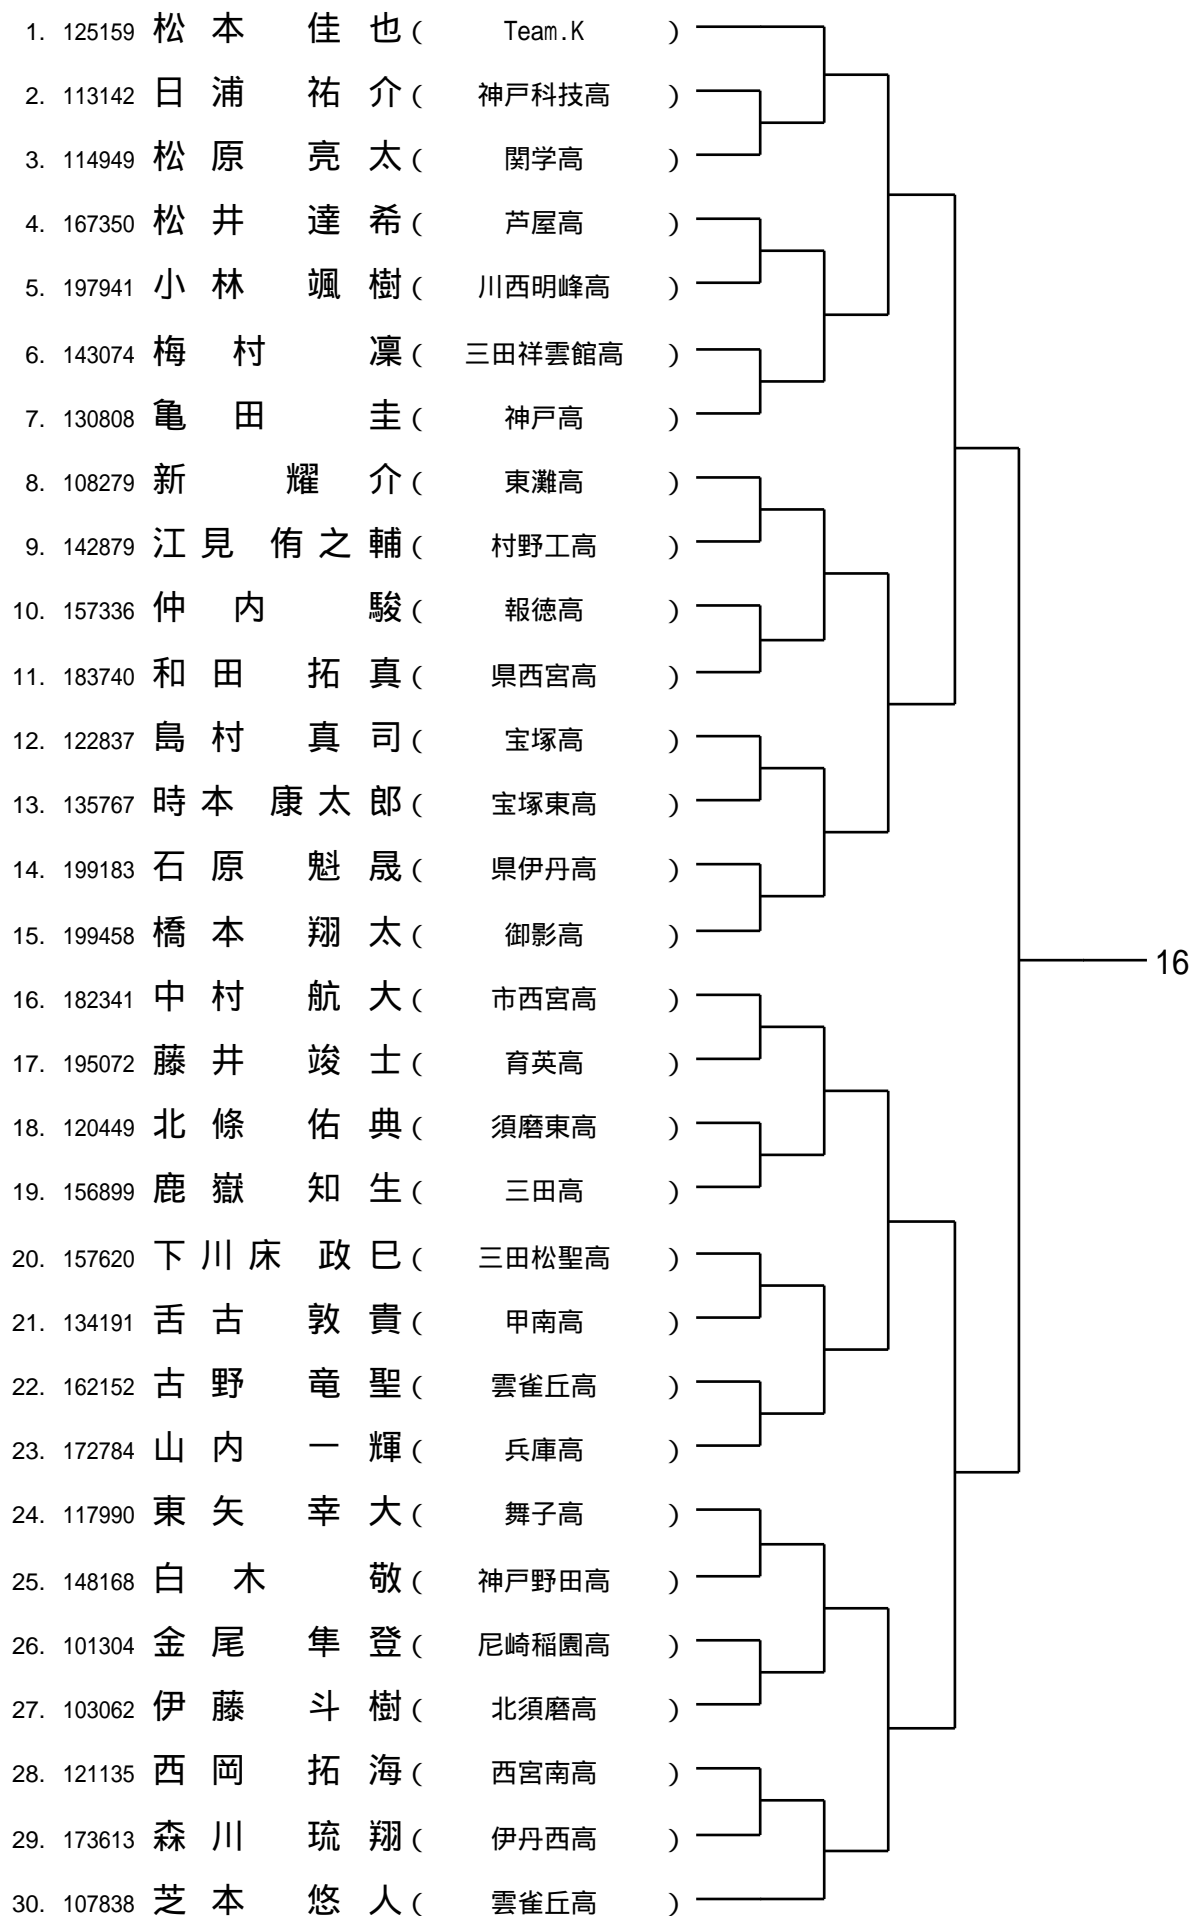 1. 125159 松本 佳也 ( Team.K )
2. 113142 日浦 祐介 ( 神戸科技高 )
3. 114949 松原 亮太 ( 関学高 )
4. 167350 松井 達希 ( 芦屋高 )
5. 197941 小林 颯樹 ( 川西明峰高 )
6. 143074 梅村 凜 ( 三田祥雲館高 )
7. 130808 亀田 圭 ( 神戸高 )
8. 108279 新 耀介 ( 東灘高 )
9. 142879 江見 侑之輔 ( 村野工高 )
10. 157336 仲内 駿 ( 報徳高 )
11. 183740 和田 拓真 ( 県西宮高 )
12. 122837 島村 真司 ( 宝塚高 )
13. 135767 時本 康太郎 ( 宝塚東高 )
14. 199183 石原 魁晟 ( 県伊丹高 )
15. 199458 橋本 翔太 ( 御影高 )
16
16. 182341 中村 航大 ( 市西宮高 )
17. 195072 藤井 竣士 ( 育英高 )
18. 120449 北條 佑典 ( 須磨東高 )
19. 156899 鹿嶽 知生 ( 三田高 )
20. 157620 下川床 政巳 ( 三田松聖高 )
21. 134191 舌古 敦貴 ( 甲南高 )
22. 162152 古野 竜聖 ( 雲雀丘高 )
23. 172784 山内 一輝 ( 兵庫高 )
24. 117990 東矢 幸大 ( 舞子高 )
25. 148168 白木 敬 ( 神戸野田高 )
26. 101304 金尾 隼登 ( 尼崎稲園高 )
27. 103062 伊藤 斗樹 ( 北須磨高 )
28. 121135 西岡 拓海 ( 西宮南高 )
29. 173613 森川 琉翔 ( 伊丹西高 )
30. 107838 芝本 悠人 ( 雲雀丘高 )